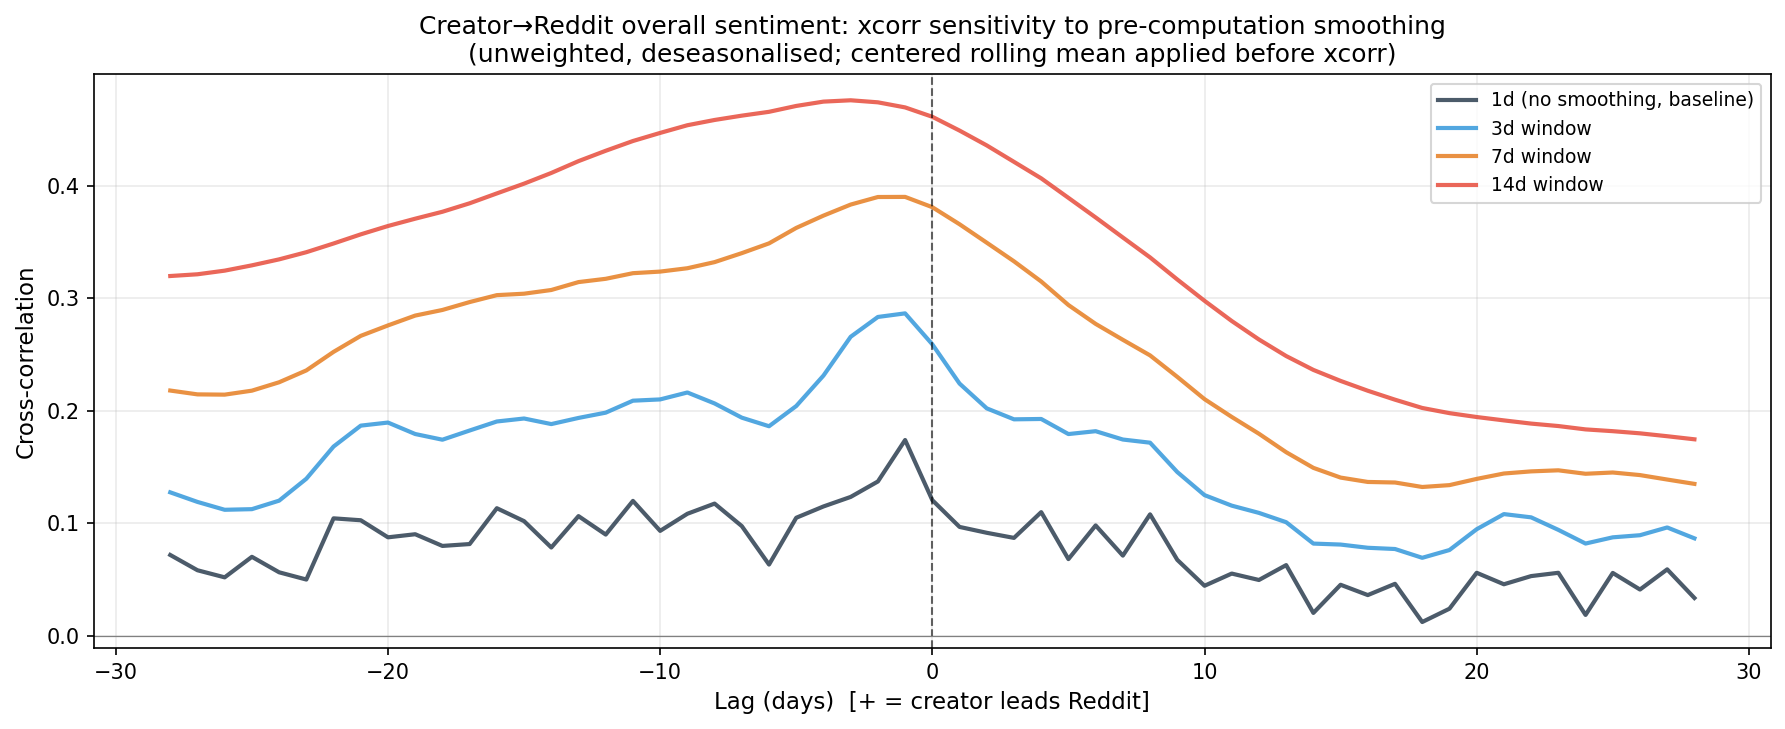 Creator→Reddit overall sentiment: xcorr sensitivity to pre-computation smoothing
(unweighted, deseasonalised; centered rolling mean applied before xcorr)
1d (no smoothing, baseline)
3d window
7d window
14d window
Cross-correlation
0.4
0.3
0.2
0.1
0.0
−30
−20
−10
0
10
20
30
Lag (days)  [+ = creator leads Reddit]